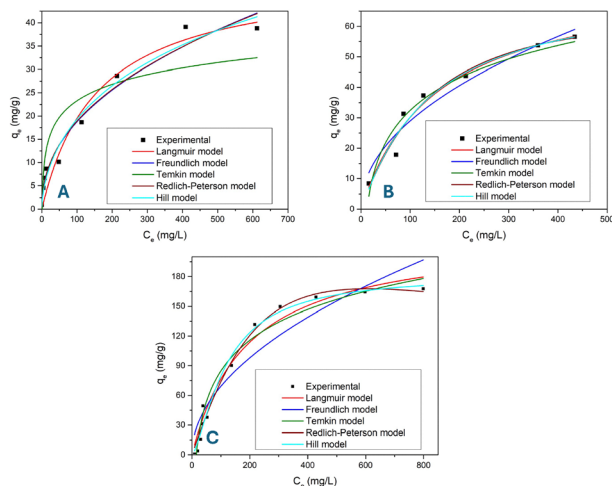 45
40
35
30
25
20
15
10
5
0
qe (mg/g)
Experimental
Langmuir model
Freundlich model
Temkin model
Redlich-Peterson model
Hill model
A
0 100 200 300 400 500 600 700
Ce (mg/L)
60
50
40
30
20
10
0
qe (mg/g)
Experimental
Langmuir model
Freundlich model
Temkin model
Redlich-Peterson model
Hill model
B
0 100 200 300 400 500
Ce (mg/L)
180
150
120
90
60
30
0
qe (mg/g)
Experimental
Langmuir model
Freundlich model
Temkin model
Redlich-Peterson model
Hill model
C
0 200 400 600 800
Ce (mg/L)